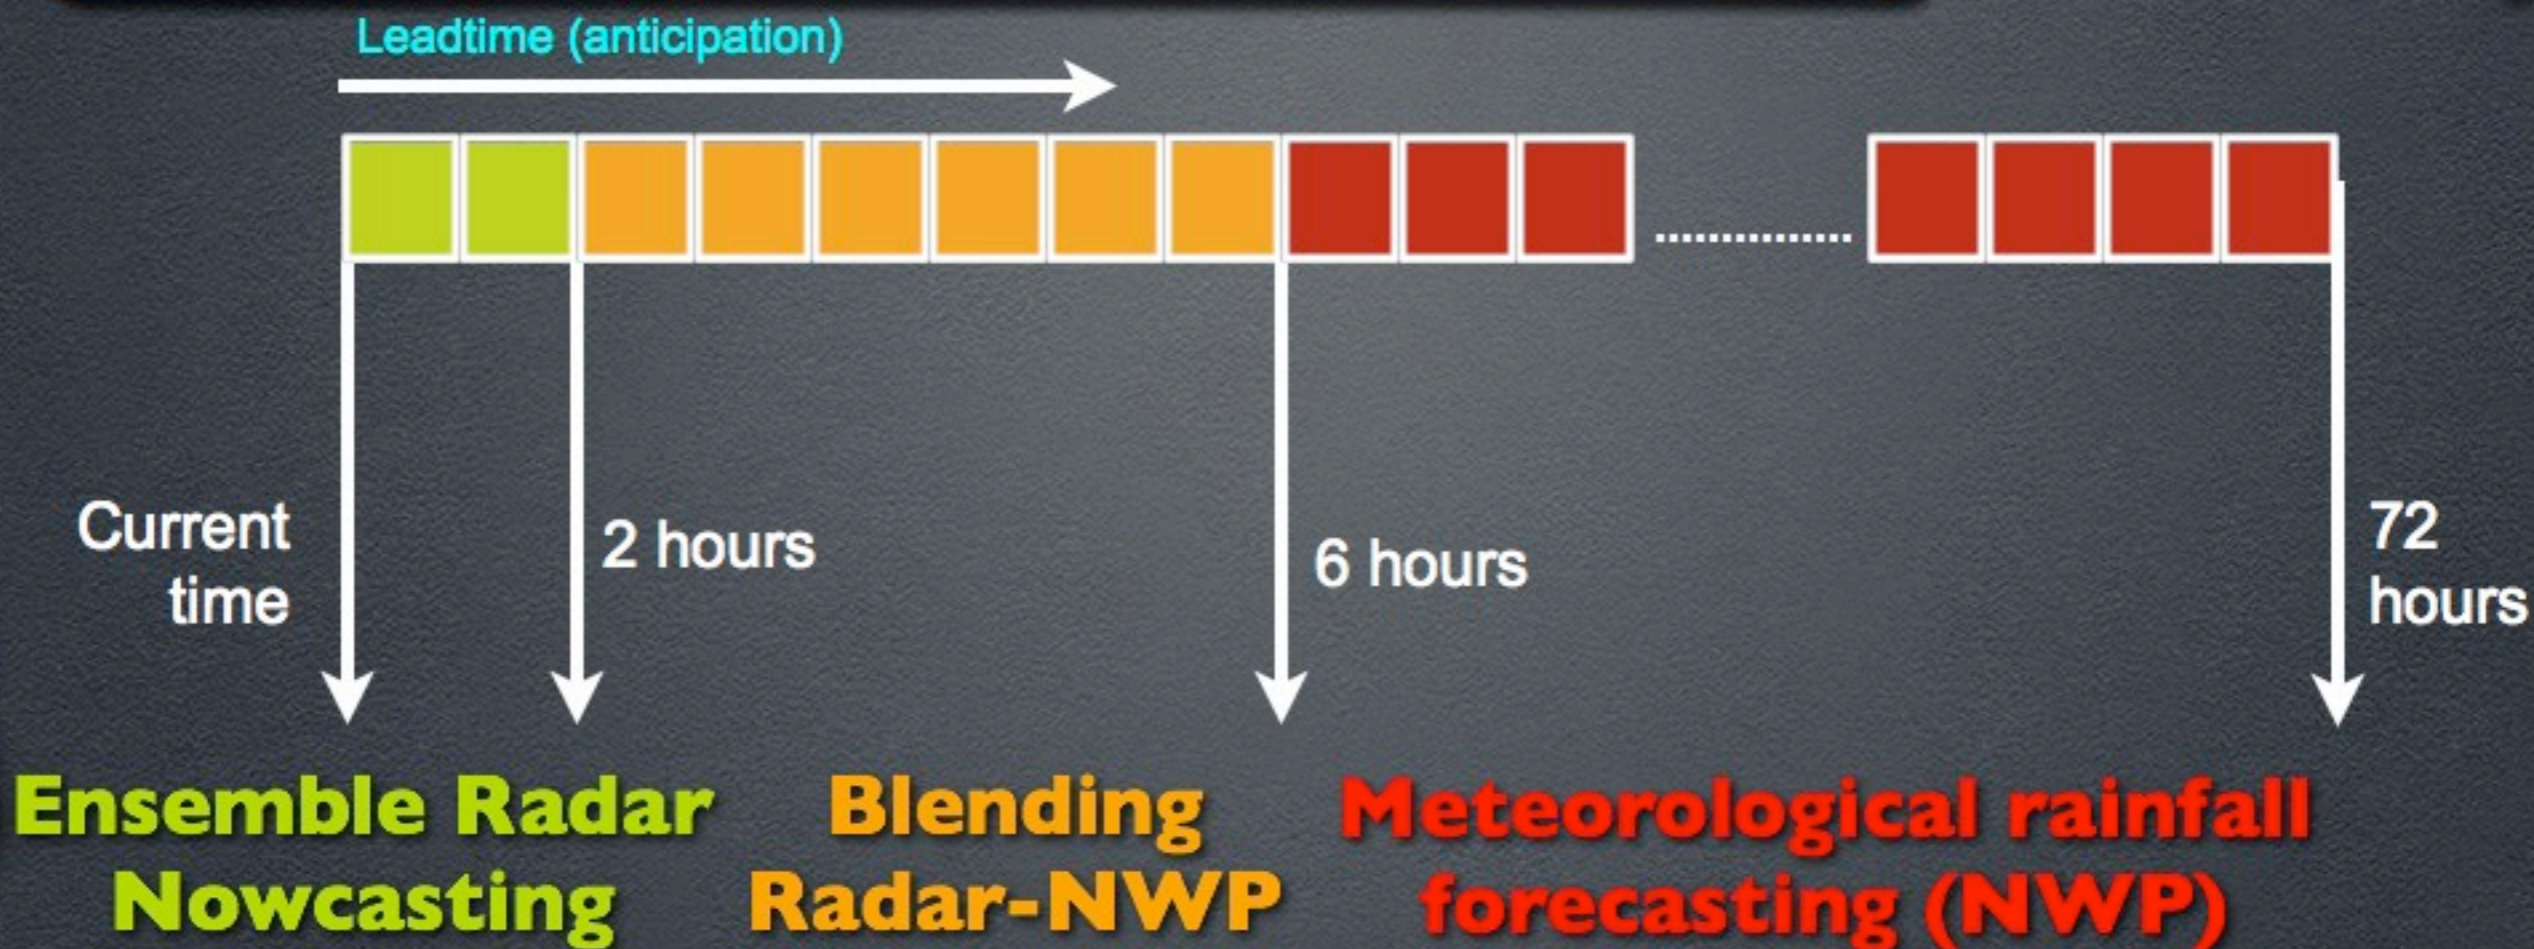 Leadtime (anticipation)
Current
time
2 hours
6 hours
72
hours
Ensemble Radar
Nowcasting
Blending
Radar-NWP
Meteorological rainfall
forecasting (NWP)